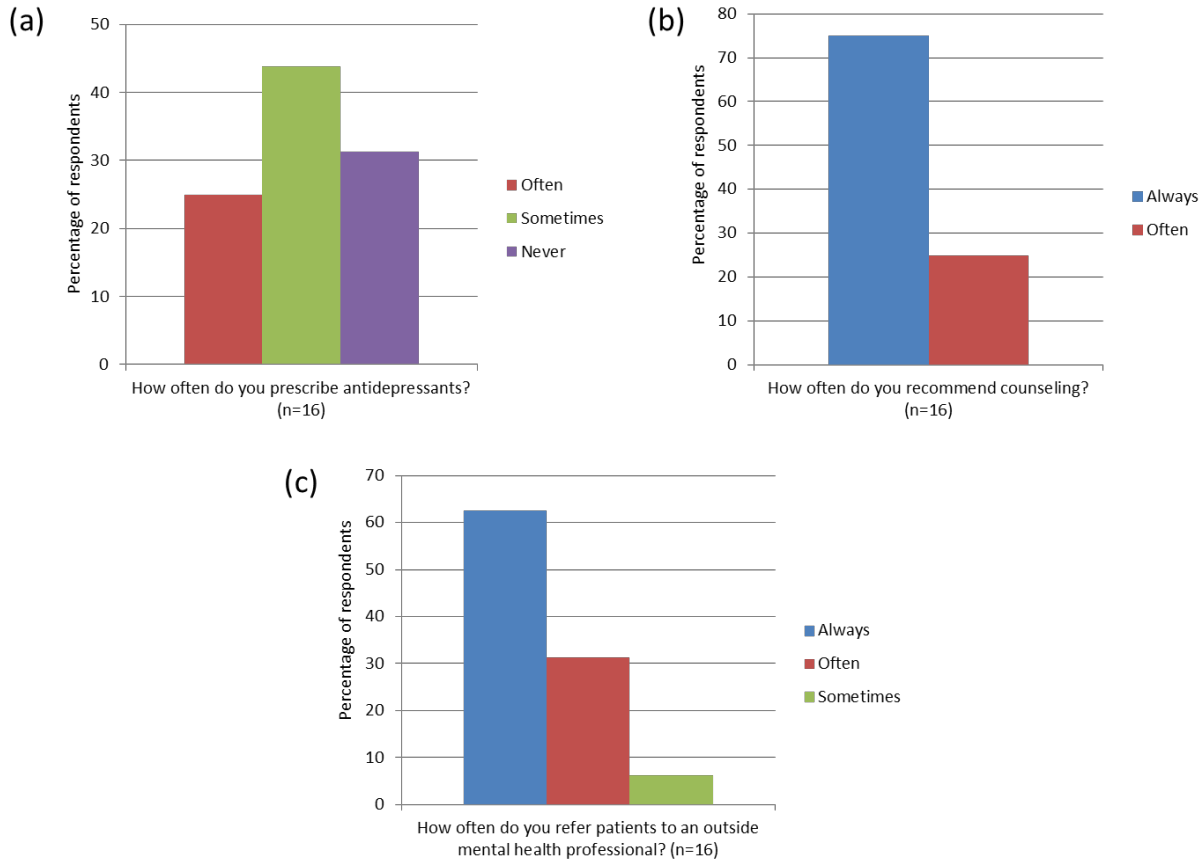 (a)
50
40
30
20
10
0
Percentage of respondents
Often
Sometimes
Never
How often do you prescribe antidepressants?
(n=16)
(b)
80
70
60
50
40
30
20
10
0
Percentage of respondents
Always
Often
How often do you recommend counseling?
(n=16)
(c)
70
60
50
40
30
20
10
0
Percentage of respondents
Always
Often
Sometimes
How often do you refer patients to an outside
mental health professional? (n=16)